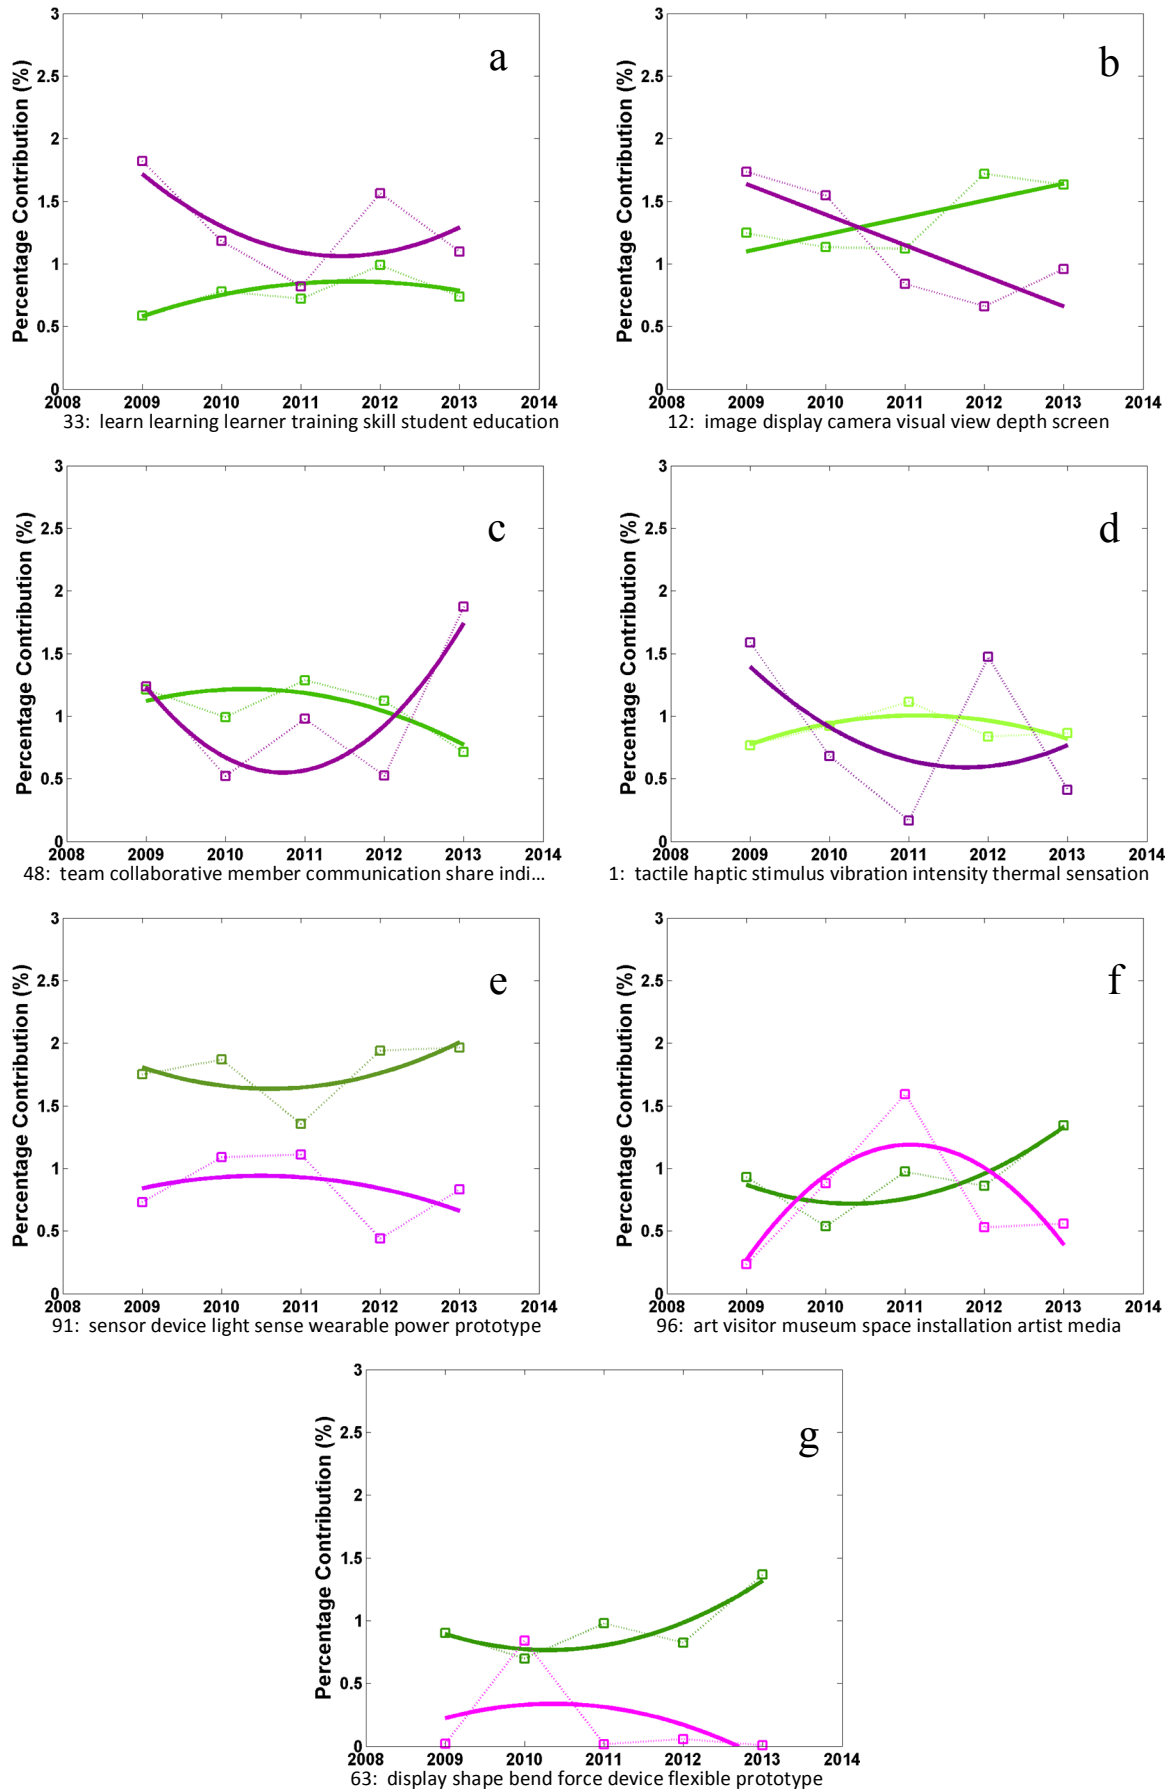 a
Percentage Contribution (%)
3
2.5
2
1.5
1
0.5
0
2008 2009 2010 2011 2012 2013 2014
33: learn learning learner training skill student education
b
Percentage Contribution (%)
3
2.5
2
1.5
1
0.5
0
2008 2009 2010 2011 2012 2013 2014
12: image display camera visual view depth screen
c
Percentage Contribution (%)
3
2.5
2
1.5
1
0.5
0
2008 2009 2010 2011 2012 2013 2014
48: team collaborative member communication share indi...
d
Percentage Contribution (%)
3
2.5
2
1.5
1
0.5
0
2008 2009 2010 2011 2012 2013 2014
1: tactile haptic stimulus vibration intensity thermal sensation
e
Percentage Contribution (%)
3
2.5
2
1.5
1
0.5
0
2008 2009 2010 2011 2012 2013 2014
91: sensor device light sense wearable power prototype
f
Percentage Contribution (%)
3
2.5
2
1.5
1
0.5
0
2008 2009 2010 2011 2012 2013 2014
96: art visitor museum space installation artist media
g
Percentage Contribution (%)
3
2.5
2
1.5
1
0.5
0
2008 2009 2010 2011 2012 2013 2014
63: display shape bend force device flexible prototype